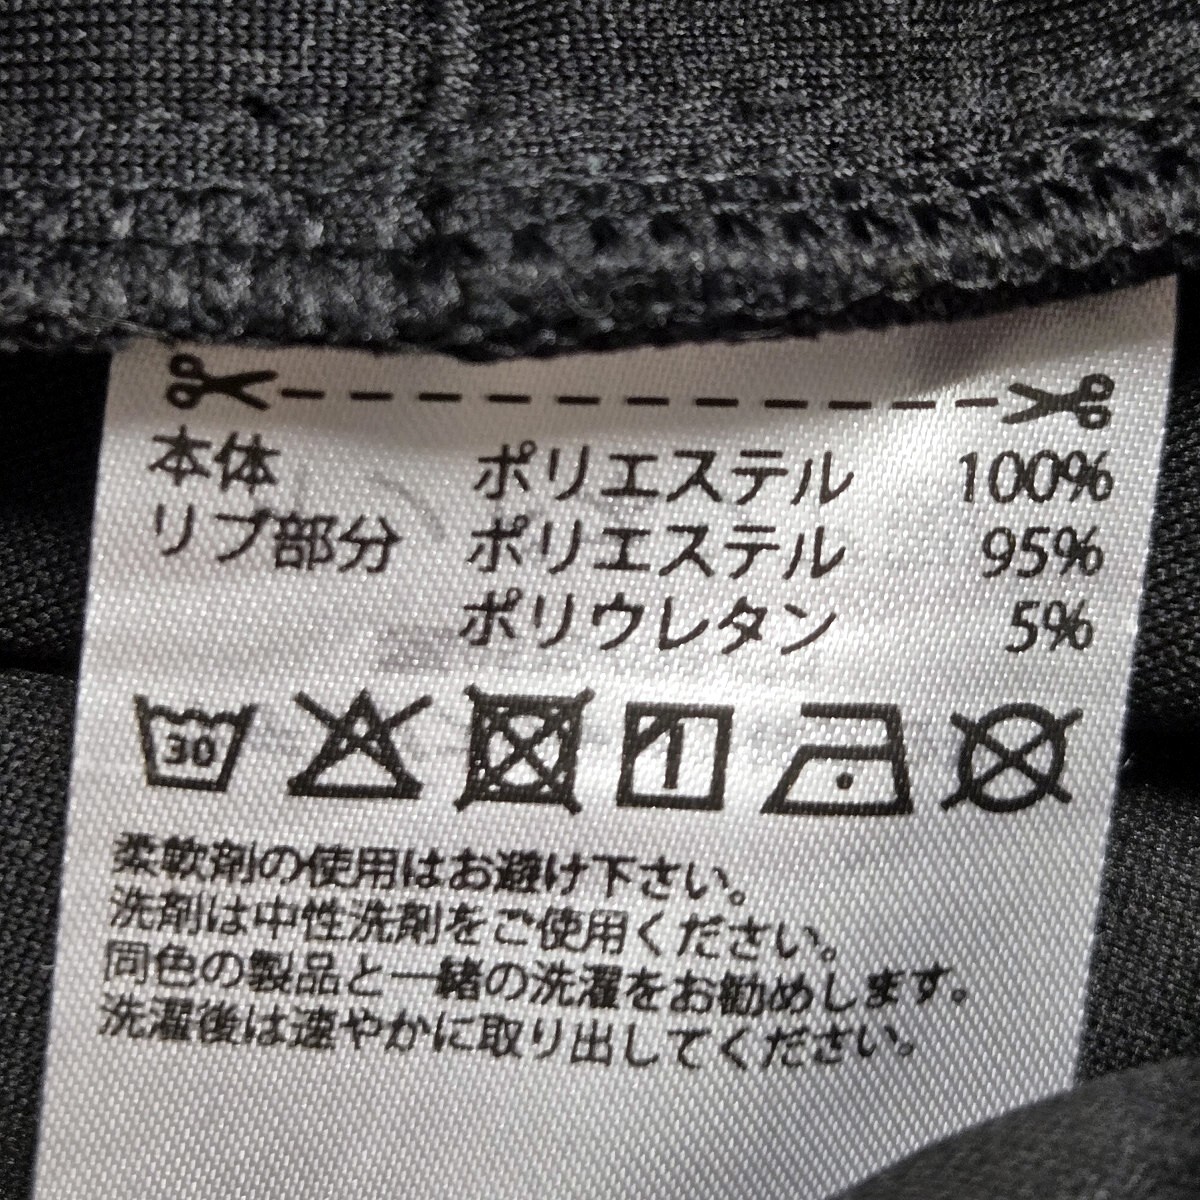 本体 ポリエステル 100%
リブ部分 ポリエステル 95%
ポリウレタン 5%
30
柔軟剤の使用はお避け下さい。
洗剤は中性洗剤をご使用ください。
同色の製品と一緒の洗濯をお勧めします。
洗濯後は速やかに取り出してください。